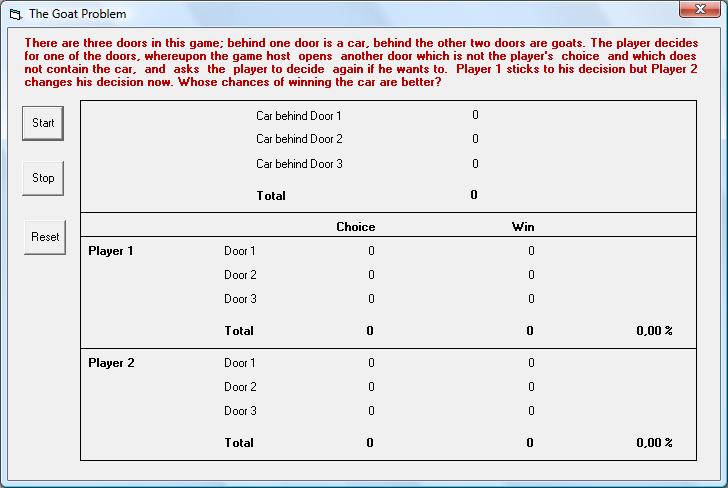 The Goat Problem
There are three doors in this game; behind one door is a car, behind the other two doors are goats. The player decides
for one of the doors, whereupon the game host opens another door which is not the player's choice and which does
not contain the car, and asks the player to decide again if he wants to. Player 1 sticks to his decision but Player 2
changes his decision now. Whose chances of winning the car are better?
Start
Stop
Reset
Car behind Door 1 0
Car behind Door 2 0
Car behind Door 3 0
Total 0
Choice Win
Player 1 Door 1 0 0
Door 2 0 0
Door 3 0 0
Total 0 0 0,00 %
Player 2 Door 1 0 0
Door 2 0 0
Door 3 0 0
Total 0 0 0,00 %